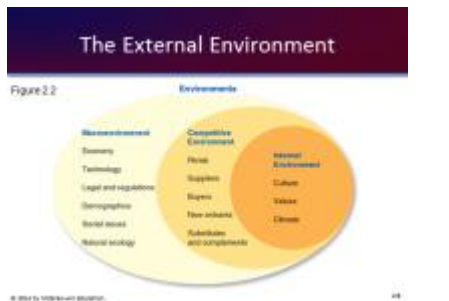 The External Environment
Figure 2.2
Environments
Macroenvironment
Economy
Technology
Legal and regulations
Demographics
Social issues
Natural ecology
Competitive
Environment
Rivals
Suppliers
Buyers
New entrants
Substitutes
and complements
Internal
Environment
Culture
Values
Climate